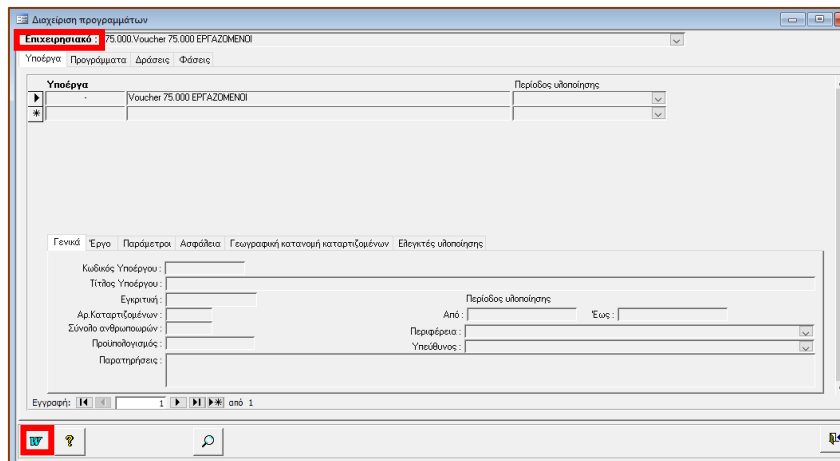 Διαχείριση προγραμμάτων
Επιχειρησιακό : 75.000.Voucher 75.000 ΕΡΓΑΖΟΜΕΝΟΙ
Υποέργα Προγράμματα Δράσεις Φάσεις
Υποέργα Περίοδος υλοποίησης
- Voucher 75.000 ΕΡΓΑΖΟΜΕΝΟΙ
Γενικά Έργο Παράμετροι Ασφάλεια Γεωγραφική κατανομή καταρτιζομένων Ελεγκτές υλοποίησης
Κωδικός Υποέργου :
Τίτλος Υποέργου :
Εγκριτική : Περίοδος υλοποίησης
Αρ.Καταρτιζομένων : Από : Έως :
Σύνολο ανθρωποωρών : Περιφέρεια :
Προϋπολογισμός : Υπεύθυνος :
Παρατηρήσεις :
Εγγραφή: 1 από 1
W ?